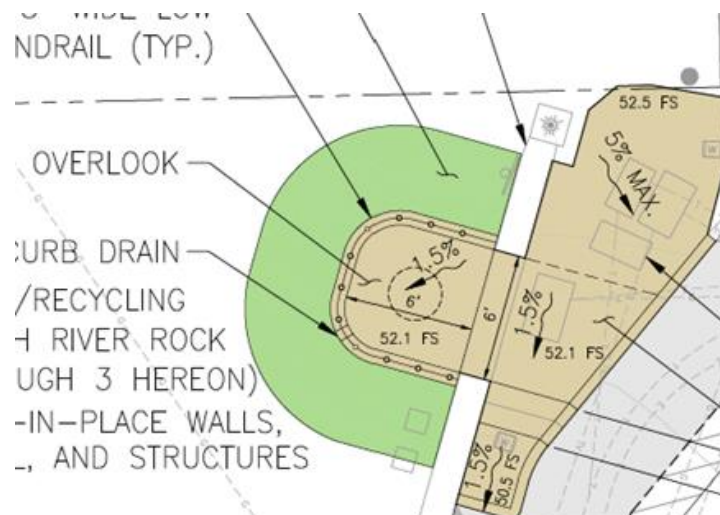 NDRAIL (TYP.)
52.5 FS
OVERLOOK
5% MAX.
CURB DRAIN
1.5%
/RECYCLING
6'
6'
1.5%
H RIVER ROCK
52.1 FS
52.1 FS
UGH 3 HEREON)
-IN-PLACE WALLS,
AND STRUCTURES
1.5%
50.5 FS